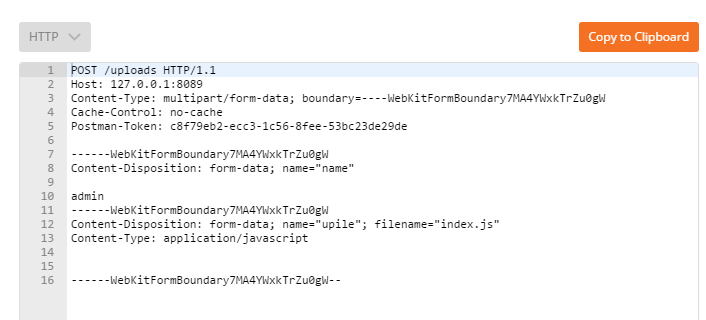 HTTP
Copy to Clipboard
1 POST /uploads HTTP/1.1
2 Host: 127.0.0.1:8089
3 Content-Type: multipart/form-data; boundary=----WebKitFormBoundary7MA4YWxkTrZu0gW
4 Cache-Control: no-cache
5 Postman-Token: c8f79eb2-ecc3-1c56-8fee-53bc23de29de
6
7 ------WebKitFormBoundary7MA4YWxkTrZu0gW
8 Content-Disposition: form-data; name="name"
9
10 admin
11 ------WebKitFormBoundary7MA4YWxkTrZu0gW
12 Content-Disposition: form-data; name="upile"; filename="index.js"
13 Content-Type: application/javascript
14
15
16 ------WebKitFormBoundary7MA4YWxkTrZu0gW--